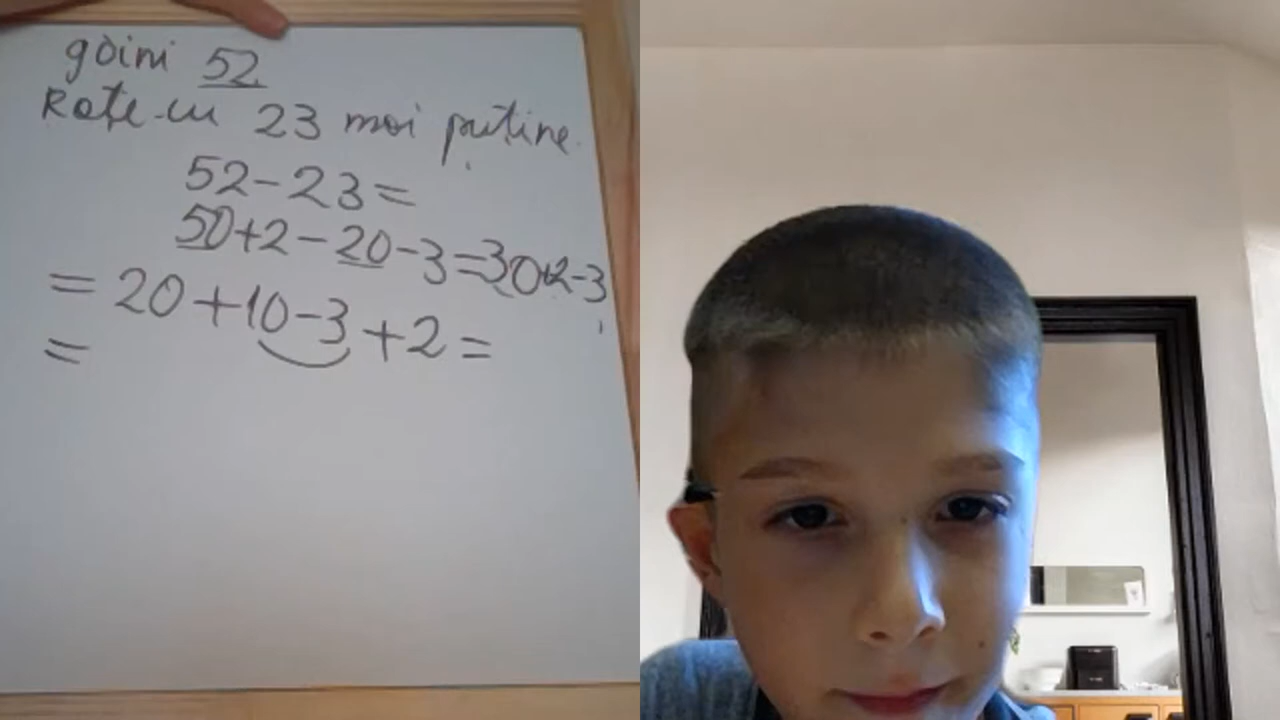 găini 52
Rațe-cu 23 mai puține.
52-23=
50+2-20-3=30+2-3
=20+10-3+2=
=